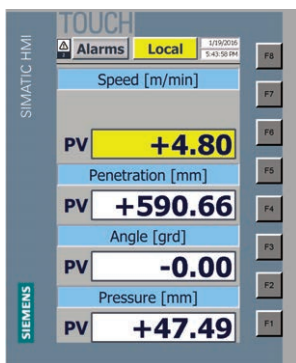 TOUCH
SIMATIC HMI
Alarms
Local
1/19/2016
5:43:58 PM
F8
Speed [m/min]
F7
PV +4.80
F6
Penetration [mm]
F5
PV +590.66
F4
Angle [grd]
F3
PV -0.00
F2
Pressure [mm]
SIEMENS
PV +47.49
F1